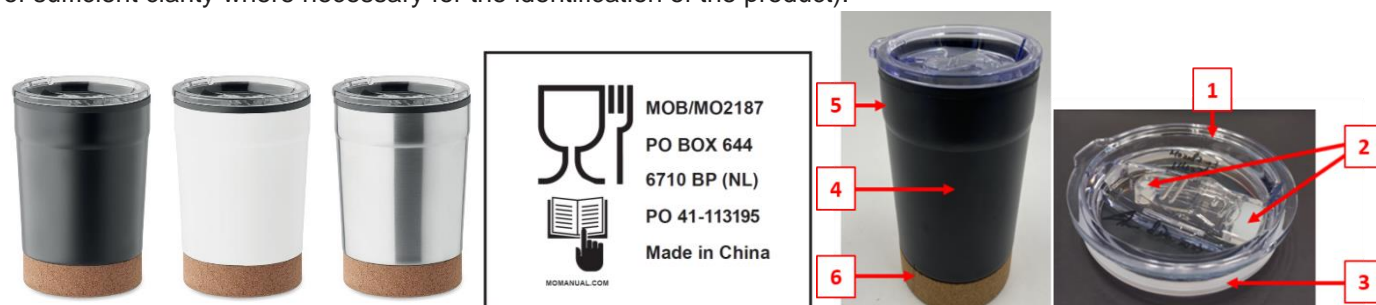 of sufficient clarity where necessary for the identification of the product).
MOB/MO2187
PO BOX 644
6710 BP (NL)
PO 41-113195
Made in China
MOMANUAL.COM
5
4
6
1
2
3